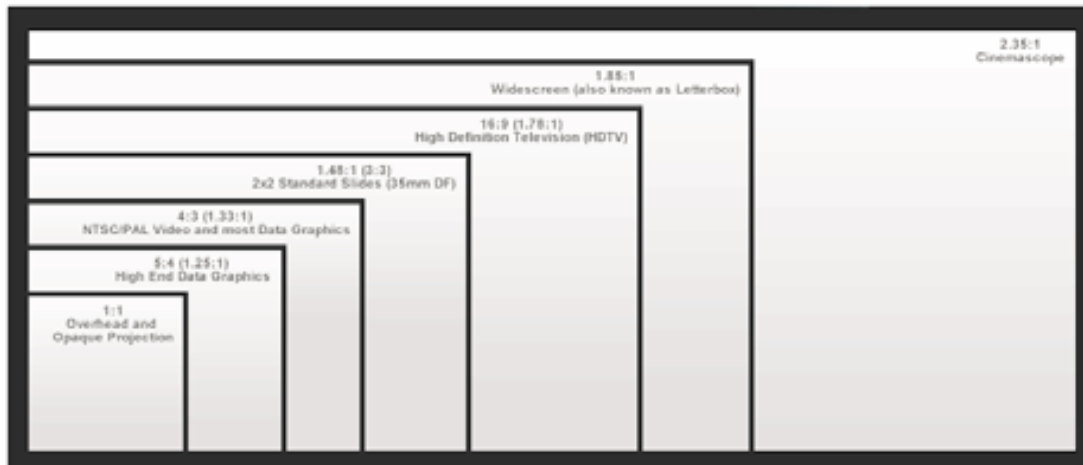 2.35:1
Cinemascope
1.85:1
Widescreen (also known as Letterbox)
16:9 (1.78:1)
High Definition Television (HDTV)
1.48:1 (3:2)
2x2 Standard Slides (35mm DF)
4:3 (1.33:1)
NTSC/PAL Video and most Data Graphics
5:4 (1.25:1)
High End Data Graphics
1:1
Overhead and
Opaque Projection